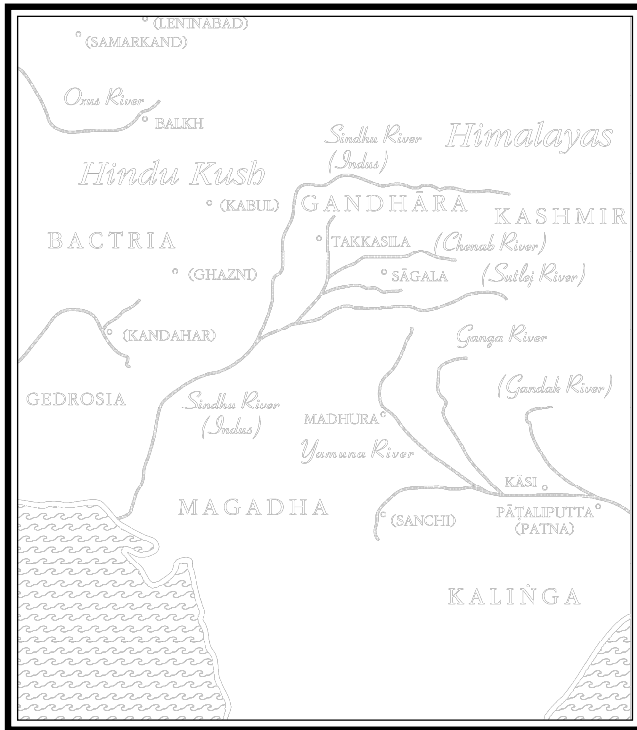 (LENINABAD)
(SAMARKAND)
Oxus River
BALKH
Sindhu River
(Indus)
Himalayas
Hindu Kush
(KABUL)
GANDHĀRA
KASHMIR
BACTRIA
TAKKASILA
(Chenab River)
(GHAZNI)
SĀGALA
(Sutlej River)
(KANDAHAR)
Ganga River
GEDROSIA
Sindhu River
(Indus)
(Gandak River)
MADHURA
Yamuna River
KĀSI
MAGADHA
(SANCHI)
PĀṬALIPUTTA
(PATNA)
KALIṄGA